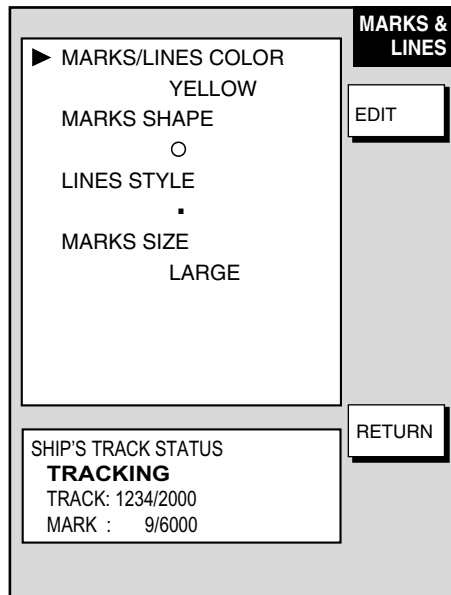 MARKS &
LINES
▶ MARKS/LINES COLOR
YELLOW
MARKS SHAPE
○
LINES STYLE
.
MARKS SIZE
LARGE
EDIT
RETURN
SHIP'S TRACK STATUS
TRACKING
TRACK: 1234/2000
MARK : 9/6000